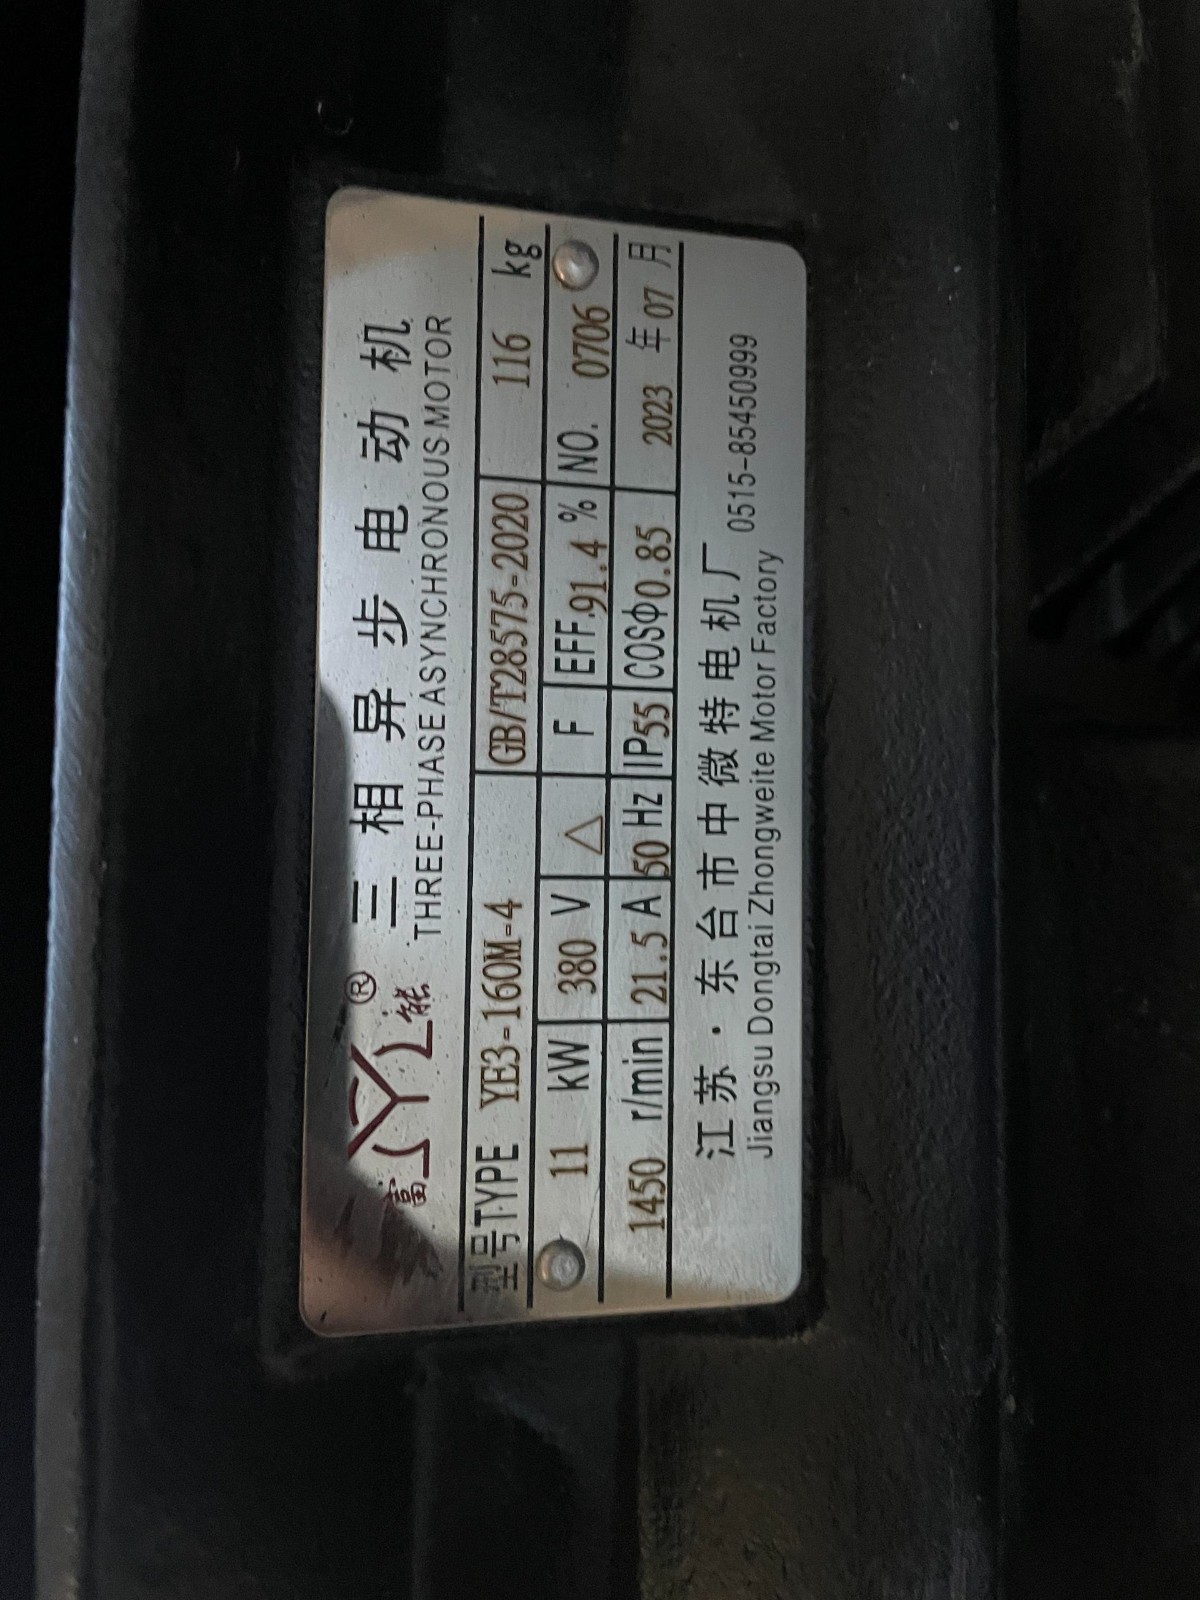 富能® 三相异步电动机
THREE-PHASE ASYNCHRONOUS MOTOR
型号TYPE YE3-160M-4 GB/T28575-2020 116 kg
11 kW 380 V △ F EFF.91.4 % NO. 0706
1450 r/min 21.5 A 50 Hz IP55 COSΦ0.85 2023 年 07 月
江苏·东台市中微特电机厂 0515-85450999
Jiangsu Dongtai Zhongweite Motor Factory